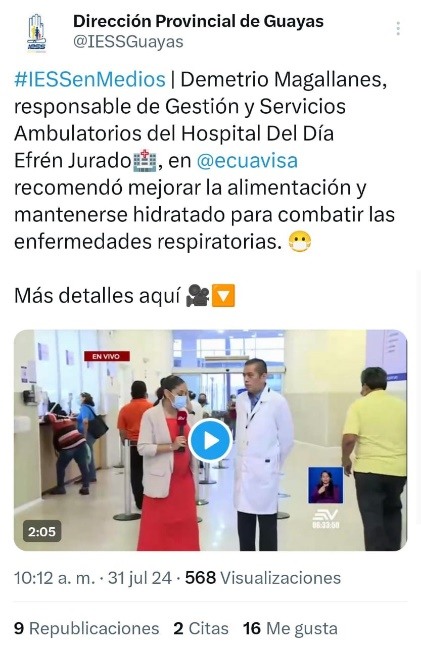 Dirección Provincial de Guayas
@IESSGuayas
#IESSenMedios | Demetrio Magallanes,
responsable de Gestión y Servicios
Ambulatorios del Hospital Del Día
Efrén Jurado🏥, en @ecuavisa
recomendó mejorar la alimentación y
mantenerse hidratado para combatir las
enfermedades respiratorias. 😷
Más detalles aquí 🎥🔽
EN VIVO
2:05
10:12 a. m. · 31 jul 24 · 568 Visualizaciones
9 Republicaciones 2 Citas 16 Me gusta